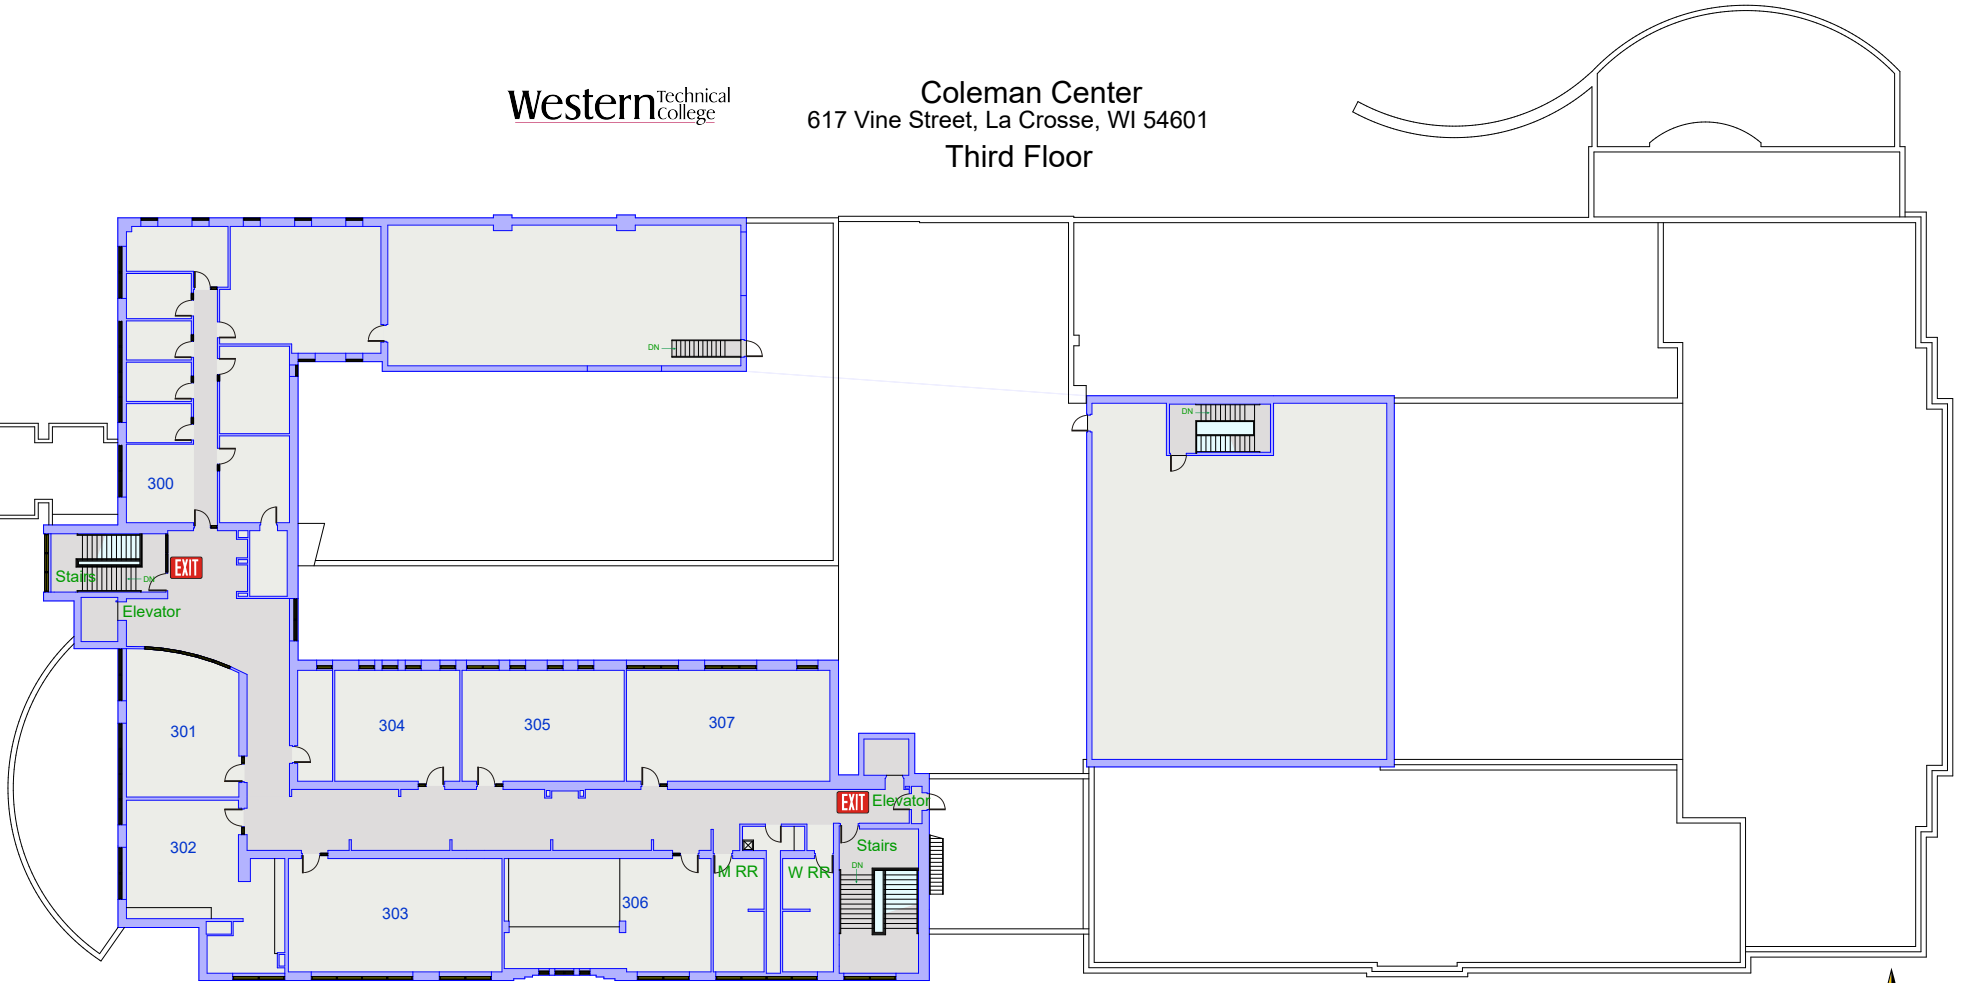 Western Technical College
Coleman Center
617 Vine Street, La Crosse, WI 54601
Third Floor
DN
DN
300
EXIT
Stairs
DN
Elevator
301
304
305
307
302
EXIT
Elevator
Stairs
DN
M RR
W RR
303
306